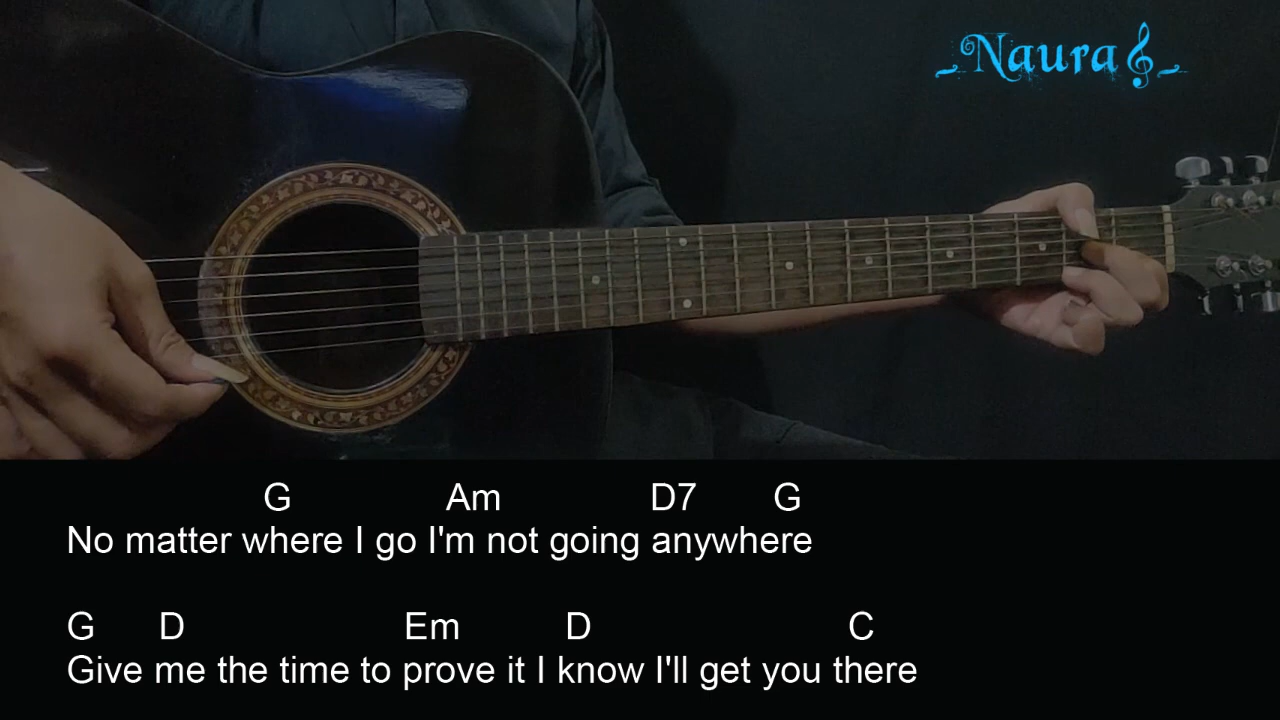 Naura
G Am D7 G
No matter where I go I'm not going anywhere
G D Em D C
Give me the time to prove it I know I'll get you there